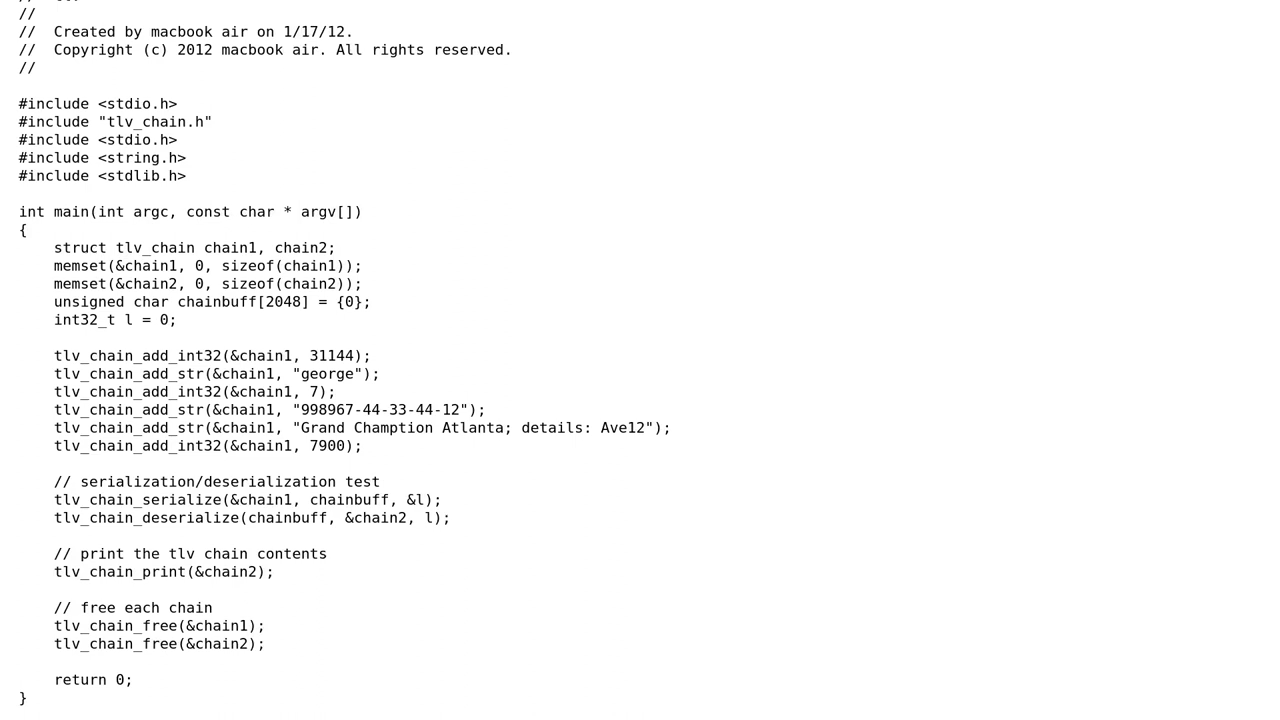 //
//  Created by macbook air on 1/17/12.
//  Copyright (c) 2012 macbook air. All rights reserved.
//

#include <stdio.h>
#include "tlv_chain.h"
#include <stdio.h>
#include <string.h>
#include <stdlib.h>

int main(int argc, const char * argv[])
{
    struct tlv_chain chain1, chain2;
    memset(&chain1, 0, sizeof(chain1));
    memset(&chain2, 0, sizeof(chain2));
    unsigned char chainbuff[2048] = {0};
    int32_t l = 0;

    tlv_chain_add_int32(&chain1, 31144);
    tlv_chain_add_str(&chain1, "george");
    tlv_chain_add_int32(&chain1, 7);
    tlv_chain_add_str(&chain1, "998967-44-33-44-12");
    tlv_chain_add_str(&chain1, "Grand Chamption Atlanta; details: Ave12");
    tlv_chain_add_int32(&chain1, 7900);

    // serialization/deserialization test
    tlv_chain_serialize(&chain1, chainbuff, &l);
    tlv_chain_deserialize(chainbuff, &chain2, l);

    // print the tlv chain contents
    tlv_chain_print(&chain2);

    // free each chain
    tlv_chain_free(&chain1);
    tlv_chain_free(&chain2);

    return 0;
}